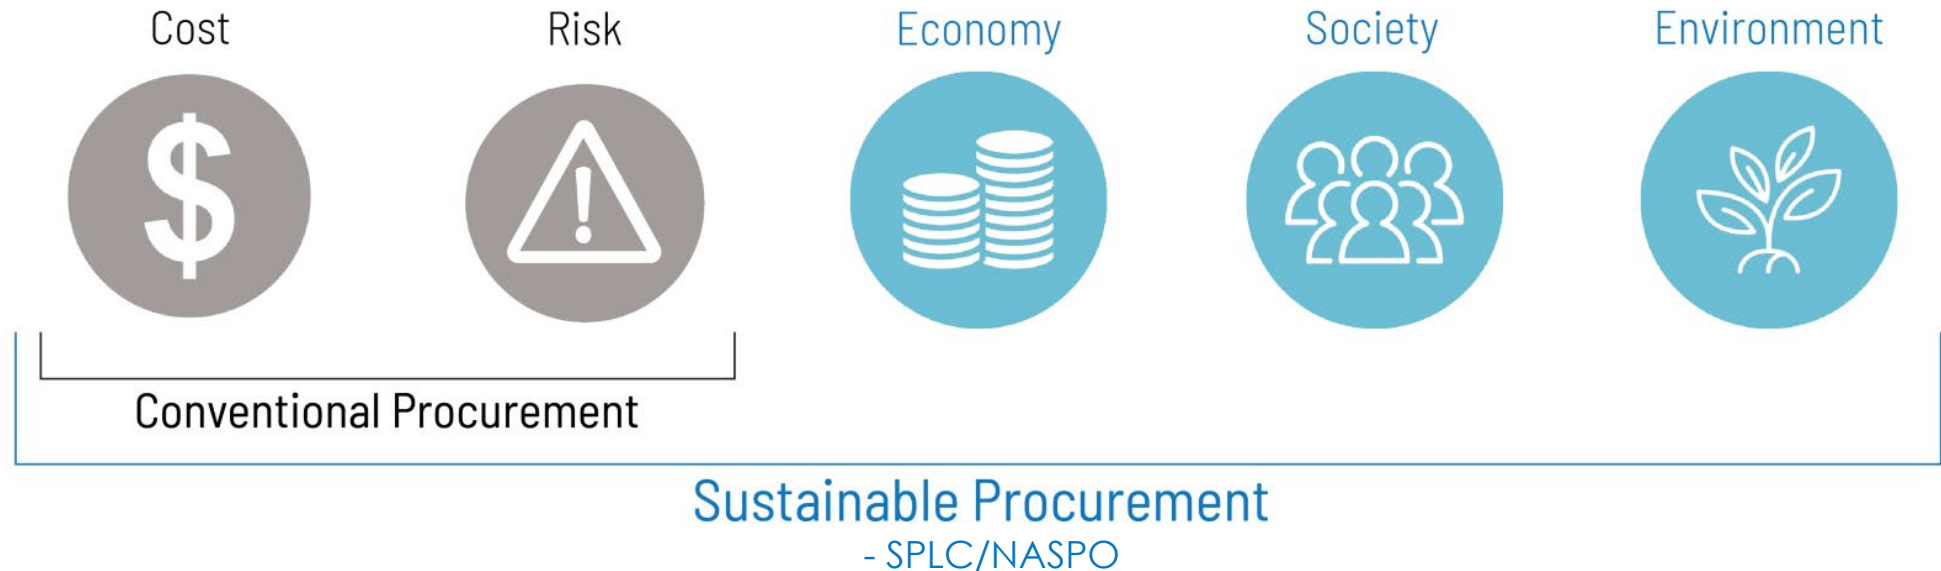 Cost
Risk
Economy
Society
Environment
$
!
Conventional Procurement
Sustainable Procurement
- SPLC/NASPO